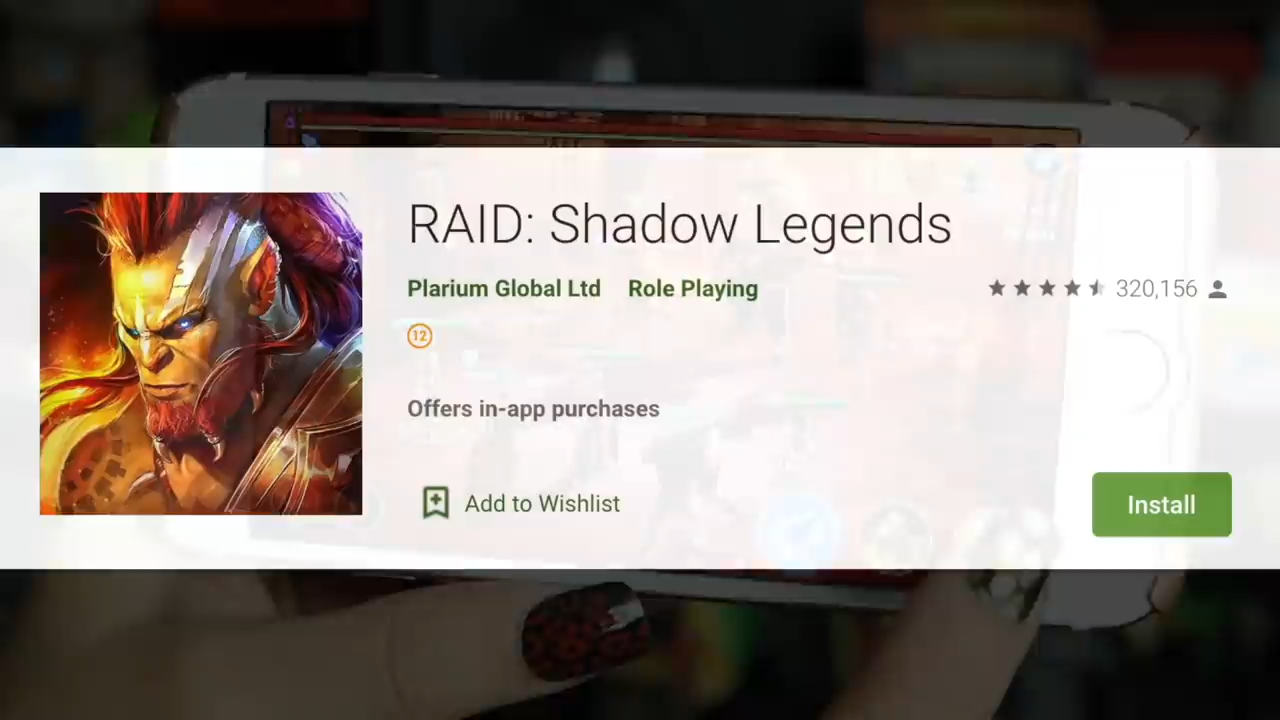 RAID: Shadow Legends
Plarium Global Ltd Role Playing 320,156
12
Offers in-app purchases
Add to Wishlist Install